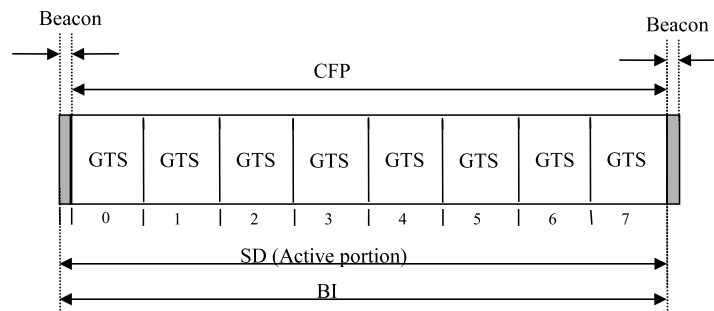 Beacon
Beacon
CFP
GTS GTS GTS GTS GTS GTS GTS GTS
0 1 2 3 4 5 6 7
SD (Active portion)
BI